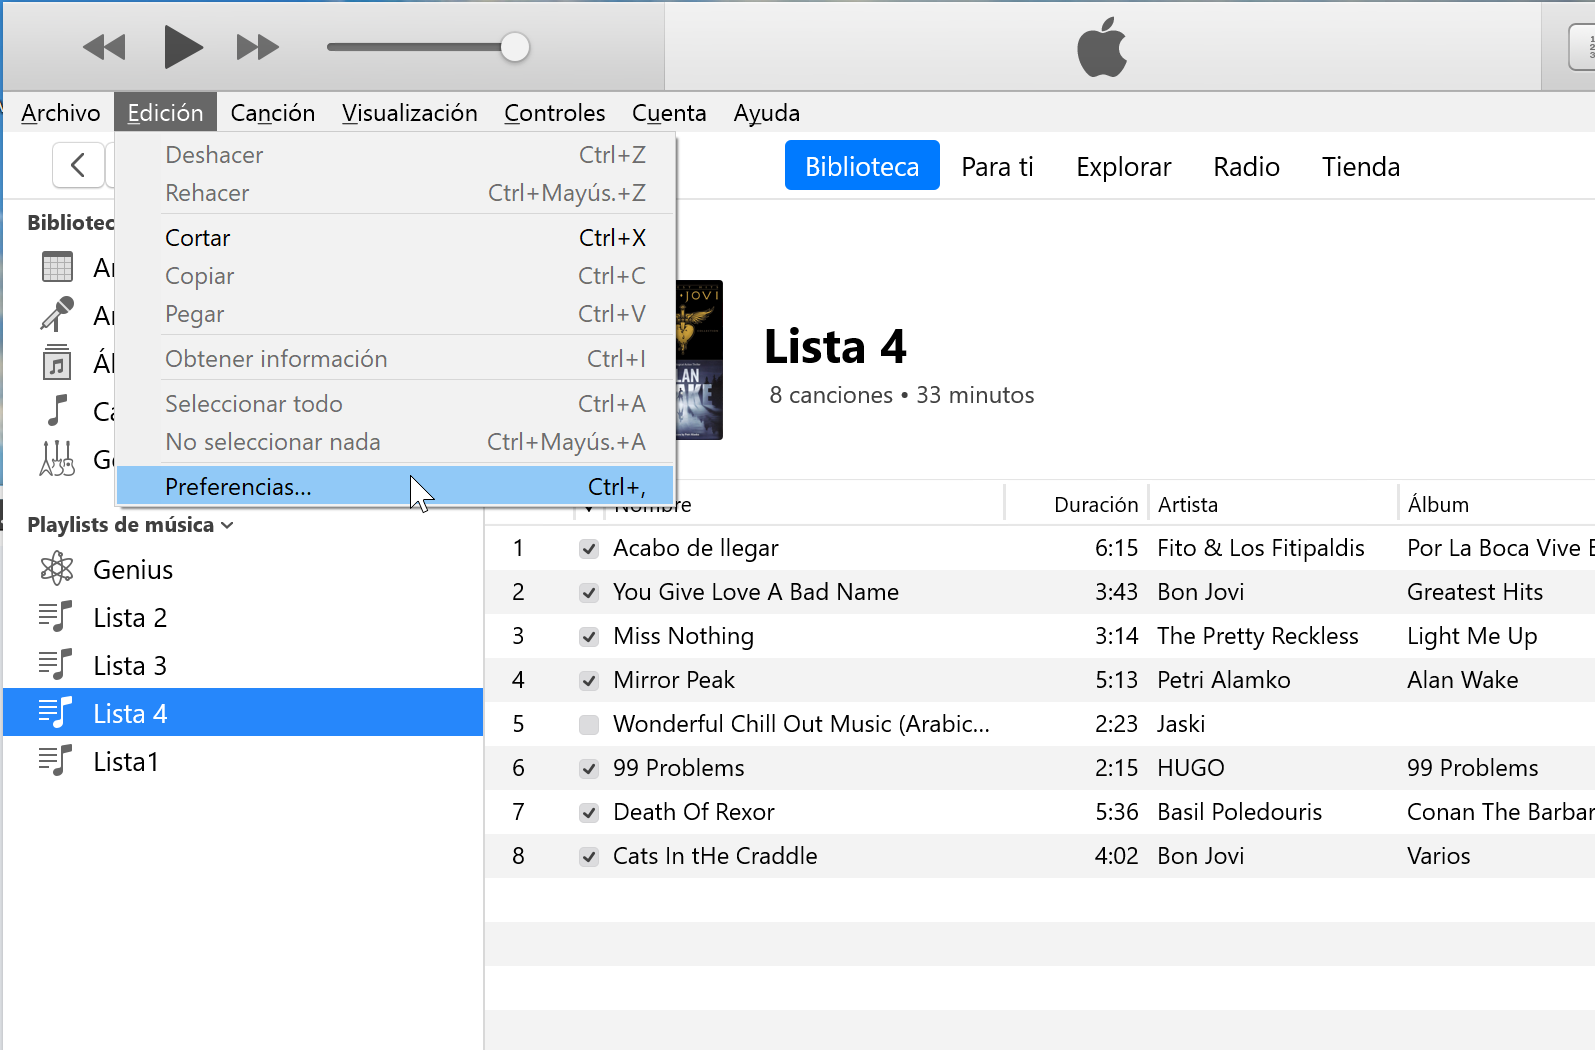 Archivo Edición Canción Visualización Controles Cuenta Ayuda
Deshacer Ctrl+Z
Rehacer Ctrl+Mayús.+Z
Cortar Ctrl+X
Copiar Ctrl+C
Pegar Ctrl+V
Obtener información Ctrl+I
Seleccionar todo Ctrl+A
No seleccionar nada Ctrl+Mayús.+A
Preferencias... Ctrl+,
Biblioteca Para ti Explorar Radio Tienda
Bibliotec
Playlists de música
Genius
Lista 2
Lista 3
Lista 4
Lista1
JOVI
Lista 4
8 canciones • 33 minutos
Nombre Duración Artista Álbum
1 Acabo de llegar 6:15 Fito & Los Fitipaldis Por La Boca Vive E
2 You Give Love A Bad Name 3:43 Bon Jovi Greatest Hits
3 Miss Nothing 3:14 The Pretty Reckless Light Me Up
4 Mirror Peak 5:13 Petri Alamko Alan Wake
5 Wonderful Chill Out Music (Arabic... 2:23 Jaski
6 99 Problems 2:15 HUGO 99 Problems
7 Death Of Rexor 5:36 Basil Poledouris Conan The Barbar
8 Cats In tHe Craddle 4:02 Bon Jovi Varios